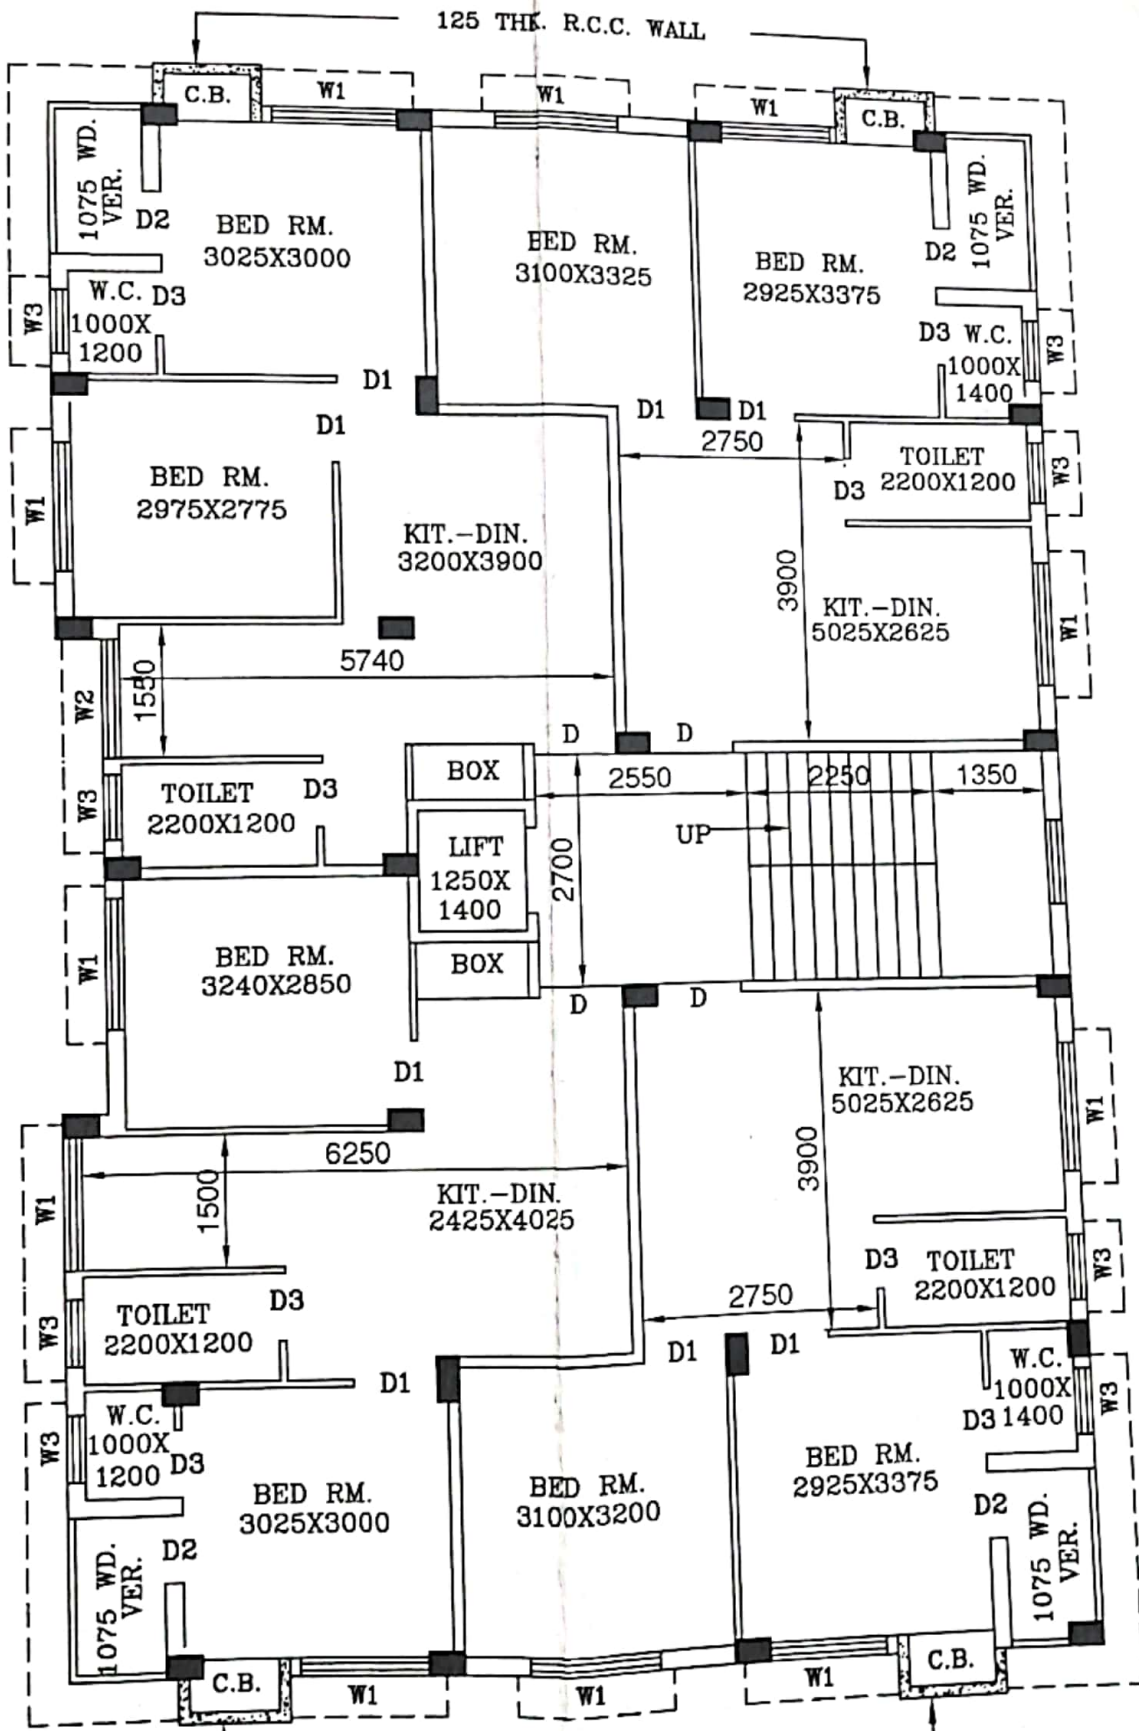 125 THK. R.C.C. WALL
C.B.
W1
W1
W1
C.B.
1075 WD.
VER.
D2
BED RM.
3025X3000
BED RM.
3100X3325
BED RM.
2925X3375
D2
1075 WD.
VER.
W3
W.C.
1000X
1200
D3
D3
W.C.
1000X
1400
W3
D1
D1
D1
D1
2750
TOILET
2200X1200
W3
D3
W1
BED RM.
2975X2775
KIT.-DIN.
3200X3900
3900
KIT.-DIN.
5025X2625
W1
5740
1550
W2
D
D
W3
TOILET
2200X1200
D3
BOX
2550
2250
1350
UP
LIFT
1250X
1400
2700
W1
BED RM.
3240X2850
BOX
D
D
D1
KIT.-DIN.
5025X2625
W1
6250
1500
W1
KIT.-DIN.
2425X4025
3900
W3
TOILET
2200X1200
D3
D3
TOILET
2200X1200
W3
2750
D1
D1
D1
W3
W.C.
1000X
1200
D3
W.C.
1000X
1400
D3
W3
BED RM.
3025X3000
BED RM.
3100X3200
BED RM.
2925X3375
D2
D2
1075 WD.
VER.
1075 WD.
VER.
C.B.
W1
W1
W1
C.B.